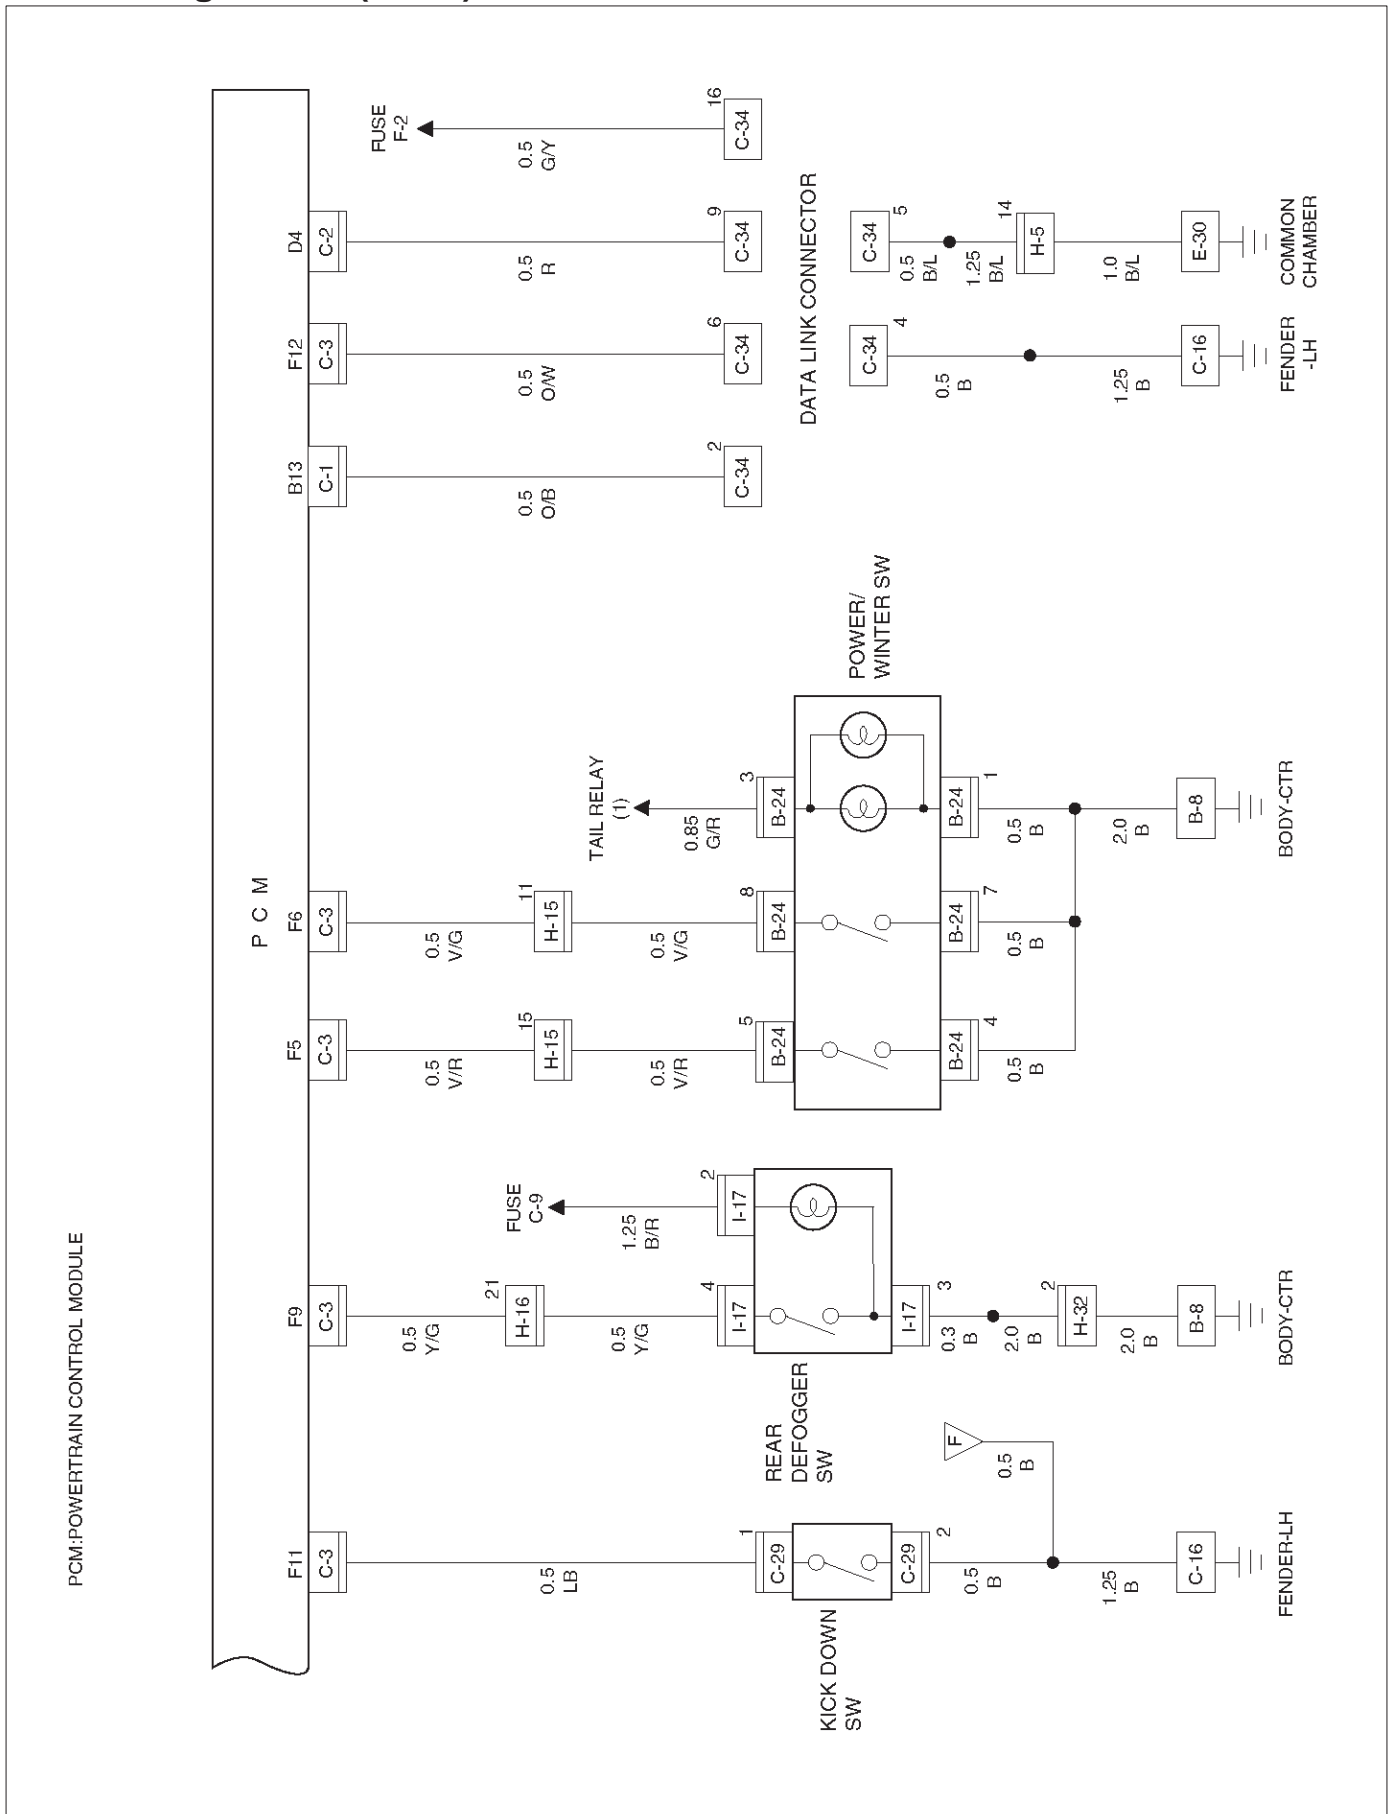 PCM:POWERTRAIN CONTROL MODULE
P C M
F11
C-3
0.5
LB
1
C-29
KICK DOWN
SW
C-29
2
0.5
B
F
0.5
B
1.25
B
C-16
FENDER-LH
F9
C-3
0.5
Y/G
21
H-16
0.5
Y/G
4
I-17
FUSE
C-9
1.25
B/R
2
I-17
REAR
DEFOGGER
SW
I-17
3
0.3
B
2.0
B
2
H-32
2.0
B
B-8
BODY-CTR
F5
C-3
0.5
V/R
15
H-15
0.5
V/R
5
B-24
B-24
4
0.5
B
F6
C-3
0.5
V/G
11
H-15
0.5
V/G
8
B-24
B-24
7
0.5
B
TAIL RELAY
(1)
0.85
G/R
3
B-24
POWER/
WINTER SW
B-24
1
0.5
B
2.0
B
B-8
BODY-CTR
B13
C-1
0.5
O/B
2
C-34
F12
C-3
0.5
O/W
6
C-34
D4
C-2
0.5
R
9
C-34
FUSE
F-2
0.5
G/Y
16
C-34
DATA LINK CONNECTOR
C-34
4
0.5
B
1.25
B
C-16
FENDER
-LH
C-34
5
0.5
B/L
1.25
B/L
14
H-5
1.0
B/L
E-30
COMMON
CHAMBER